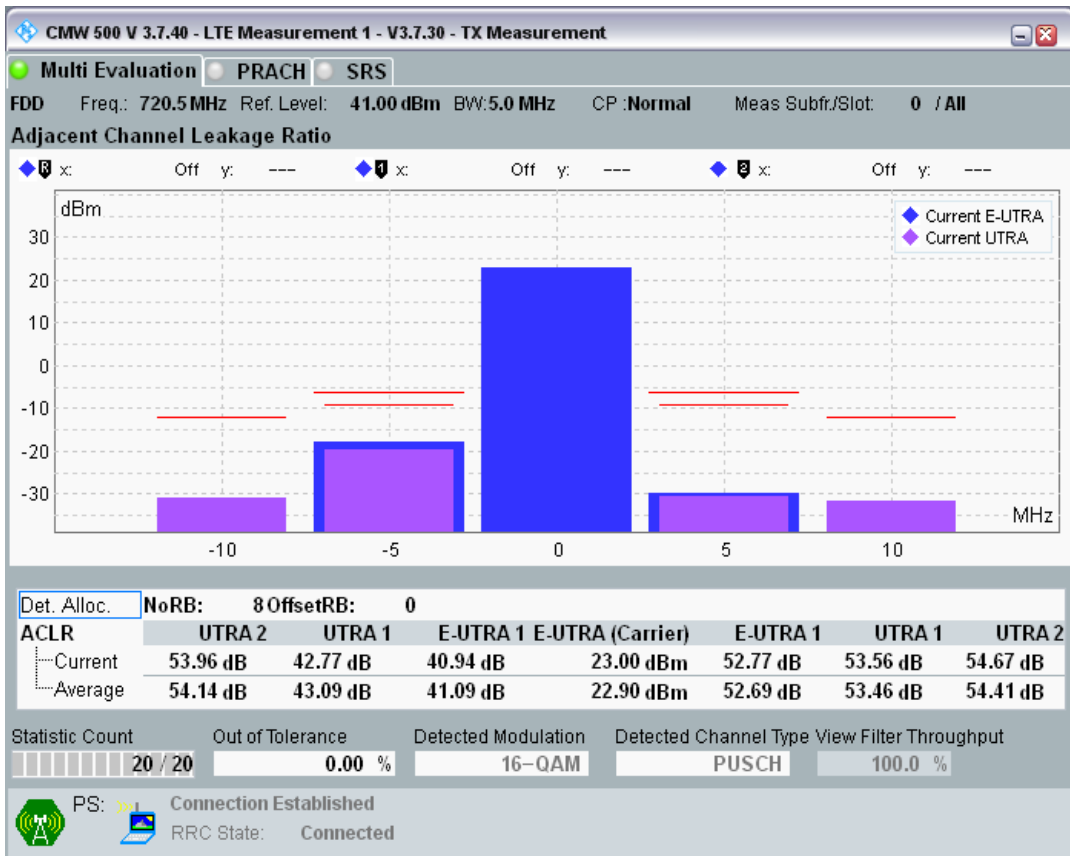 CMW 500 V 3.7.40 - LTE Measurement 1 - V3.7.30 - TX Measurement
Multi Evaluation PRACH SRS
FDD Freq.: 720.5 MHz Ref. Level: 41.00 dBm BW: 5.0 MHz CP : Normal Meas Subfr./Slot: 0 / All
Adjacent Channel Leakage Ratio
R x: Off y: --- 1 x: Off y: --- 2 x: Off y: ---
dBm
Current E-UTRA
Current UTRA
30
20
10
0
-10
-20
-30
MHz
-10 -5 0 5 10
Det. Alloc. NoRB: 8 OffsetRB: 0
ACLR UTRA 2 UTRA 1 E-UTRA 1 E-UTRA (Carrier) E-UTRA 1 UTRA 1 UTRA 2
Current 53.96 dB 42.77 dB 40.94 dB 23.00 dBm 52.77 dB 53.56 dB 54.67 dB
Average 54.14 dB 43.09 dB 41.09 dB 22.90 dBm 52.69 dB 53.46 dB 54.41 dB
Statistic Count Out of Tolerance Detected Modulation Detected Channel Type View Filter Throughput
20 / 20 0.00 % 16-QAM PUSCH 100.0 %
PS: Connection Established
RRC State: Connected